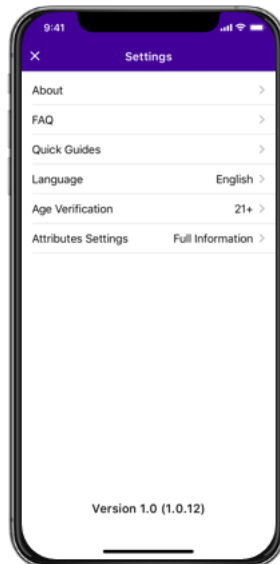 9:41
Settings
About
FAQ
Quick Guides
Language English
Age Verification 21+
Attributes Settings Full Information
Version 1.0 (1.0.12)